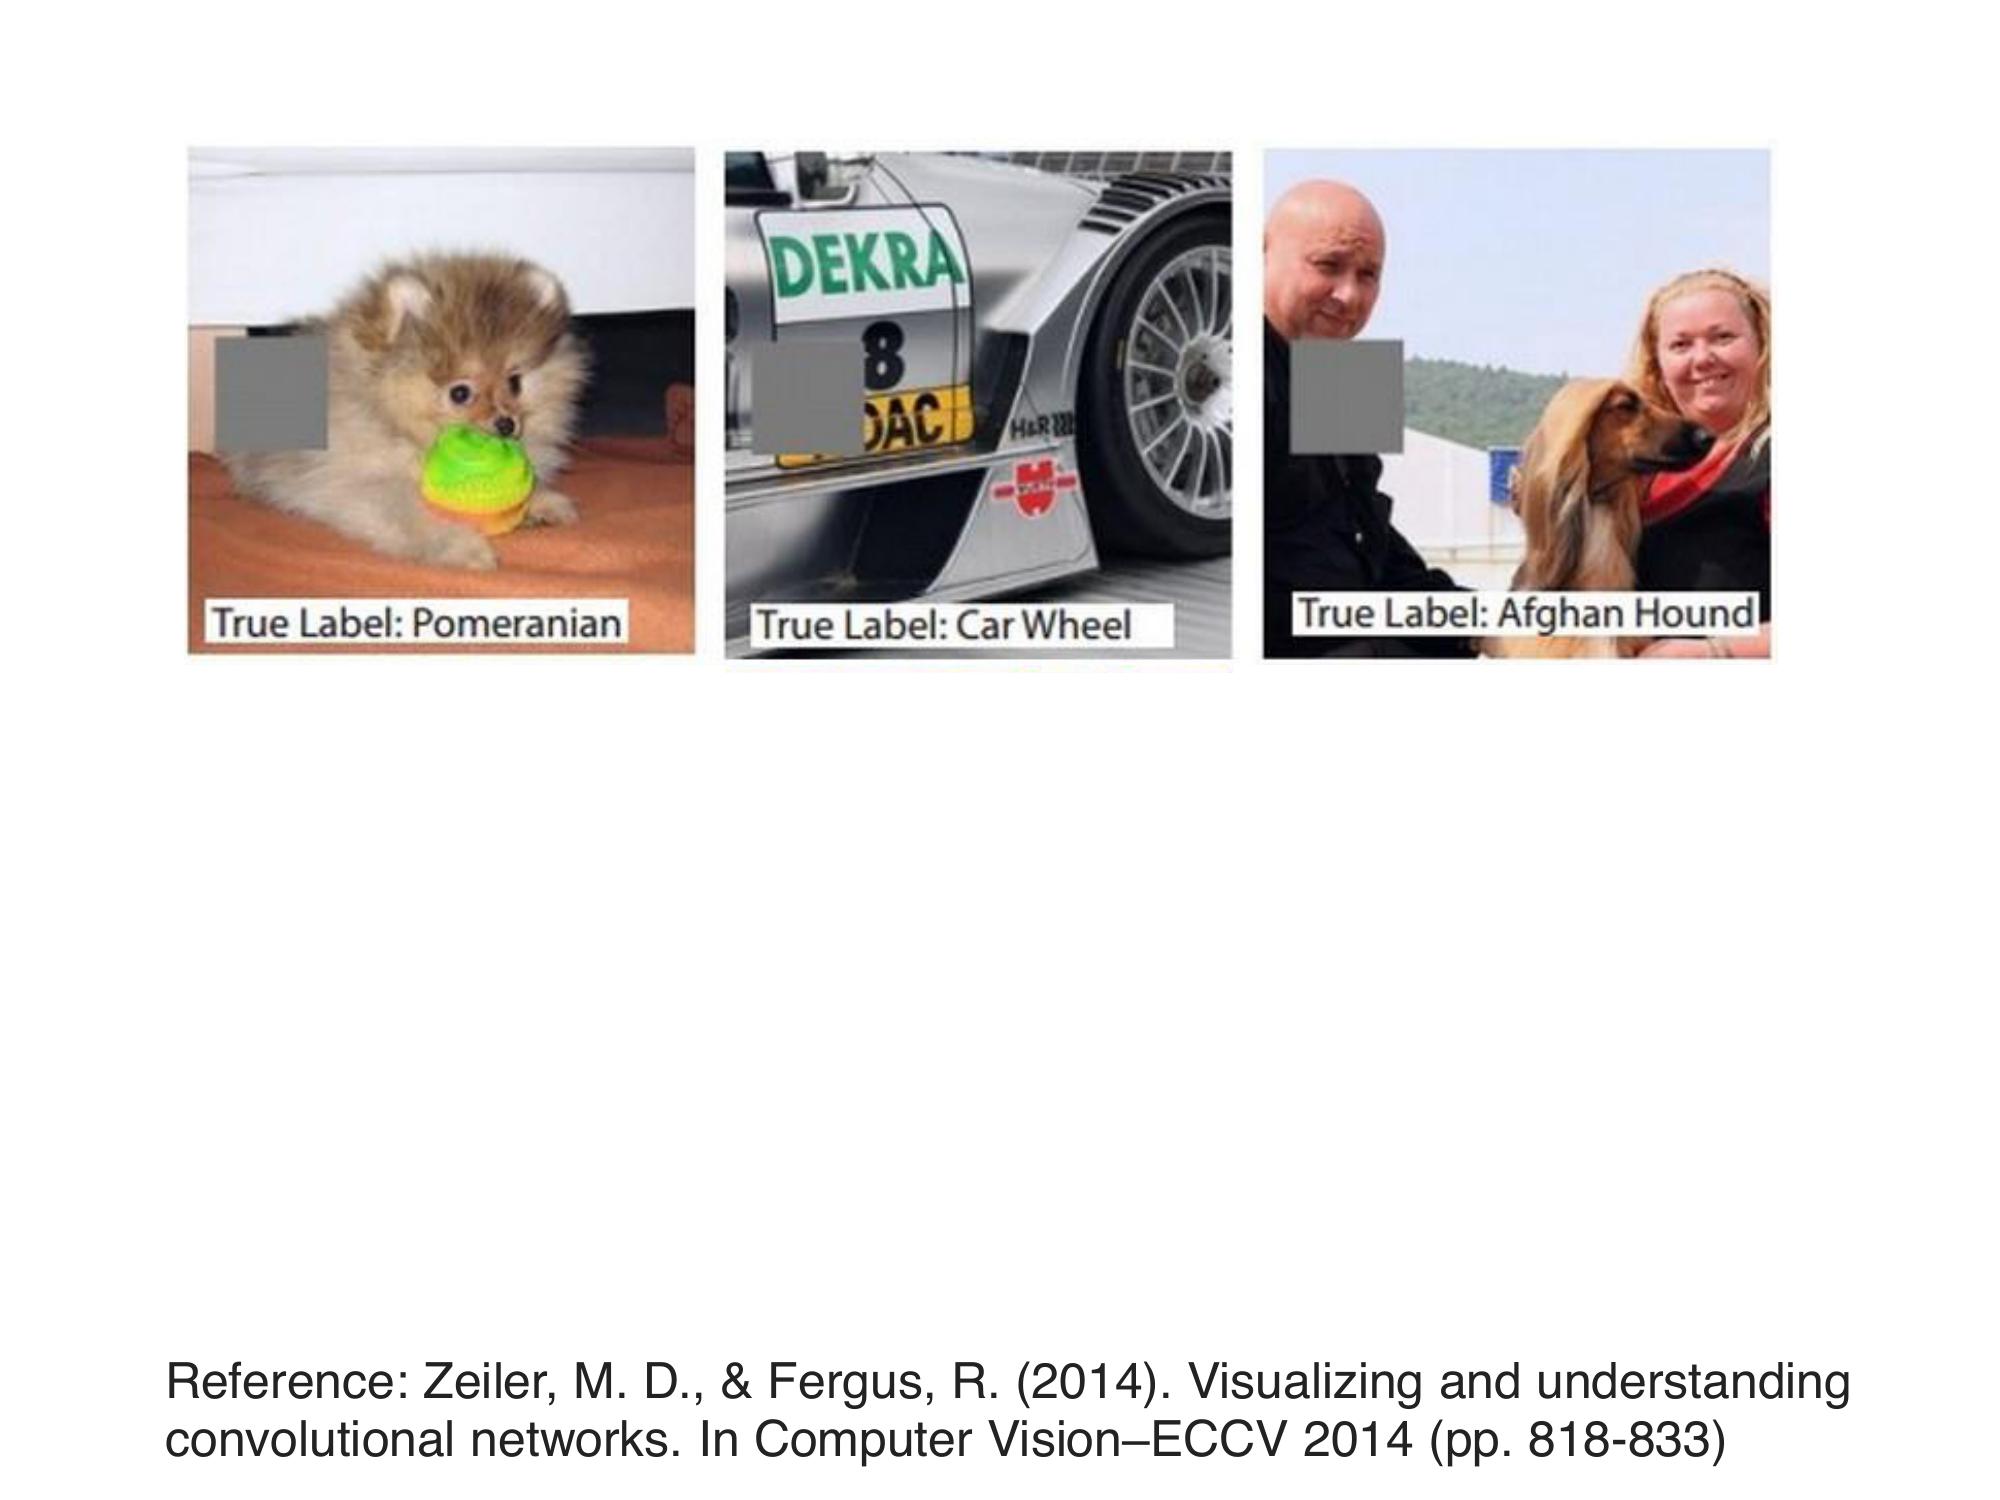 DEKRA
8
DAC
H&R
True Label: Pomeranian
True Label: Car Wheel
True Label: Afghan Hound
Reference: Zeiler, M. D., & Fergus, R. (2014). Visualizing and understanding
convolutional networks. In Computer Vision–ECCV 2014 (pp. 818-833)